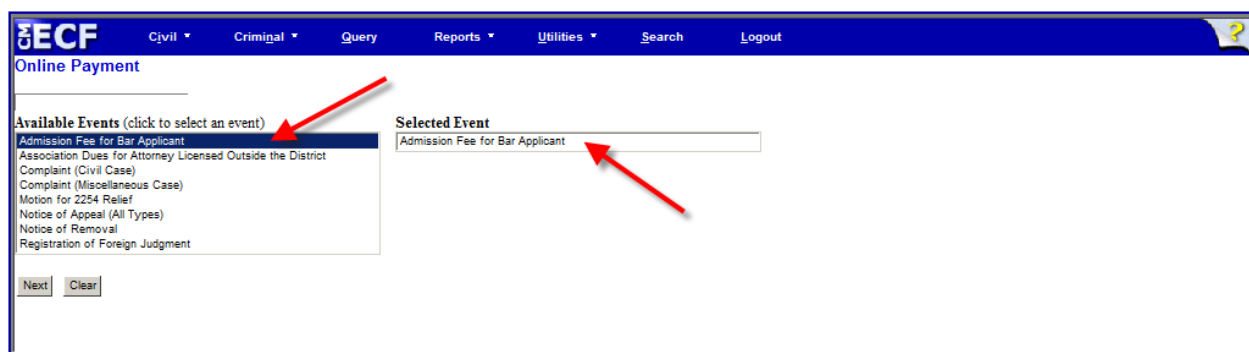 CM ECF Civil Criminal Query Reports Utilities Search Logout ?
Online Payment
Available Events (click to select an event)
Admission Fee for Bar Applicant
Association Dues for Attorney Licensed Outside the District
Complaint (Civil Case)
Complaint (Miscellaneous Case)
Motion for 2254 Relief
Notice of Appeal (All Types)
Notice of Removal
Registration of Foreign Judgment
Selected Event
Admission Fee for Bar Applicant
Next Clear